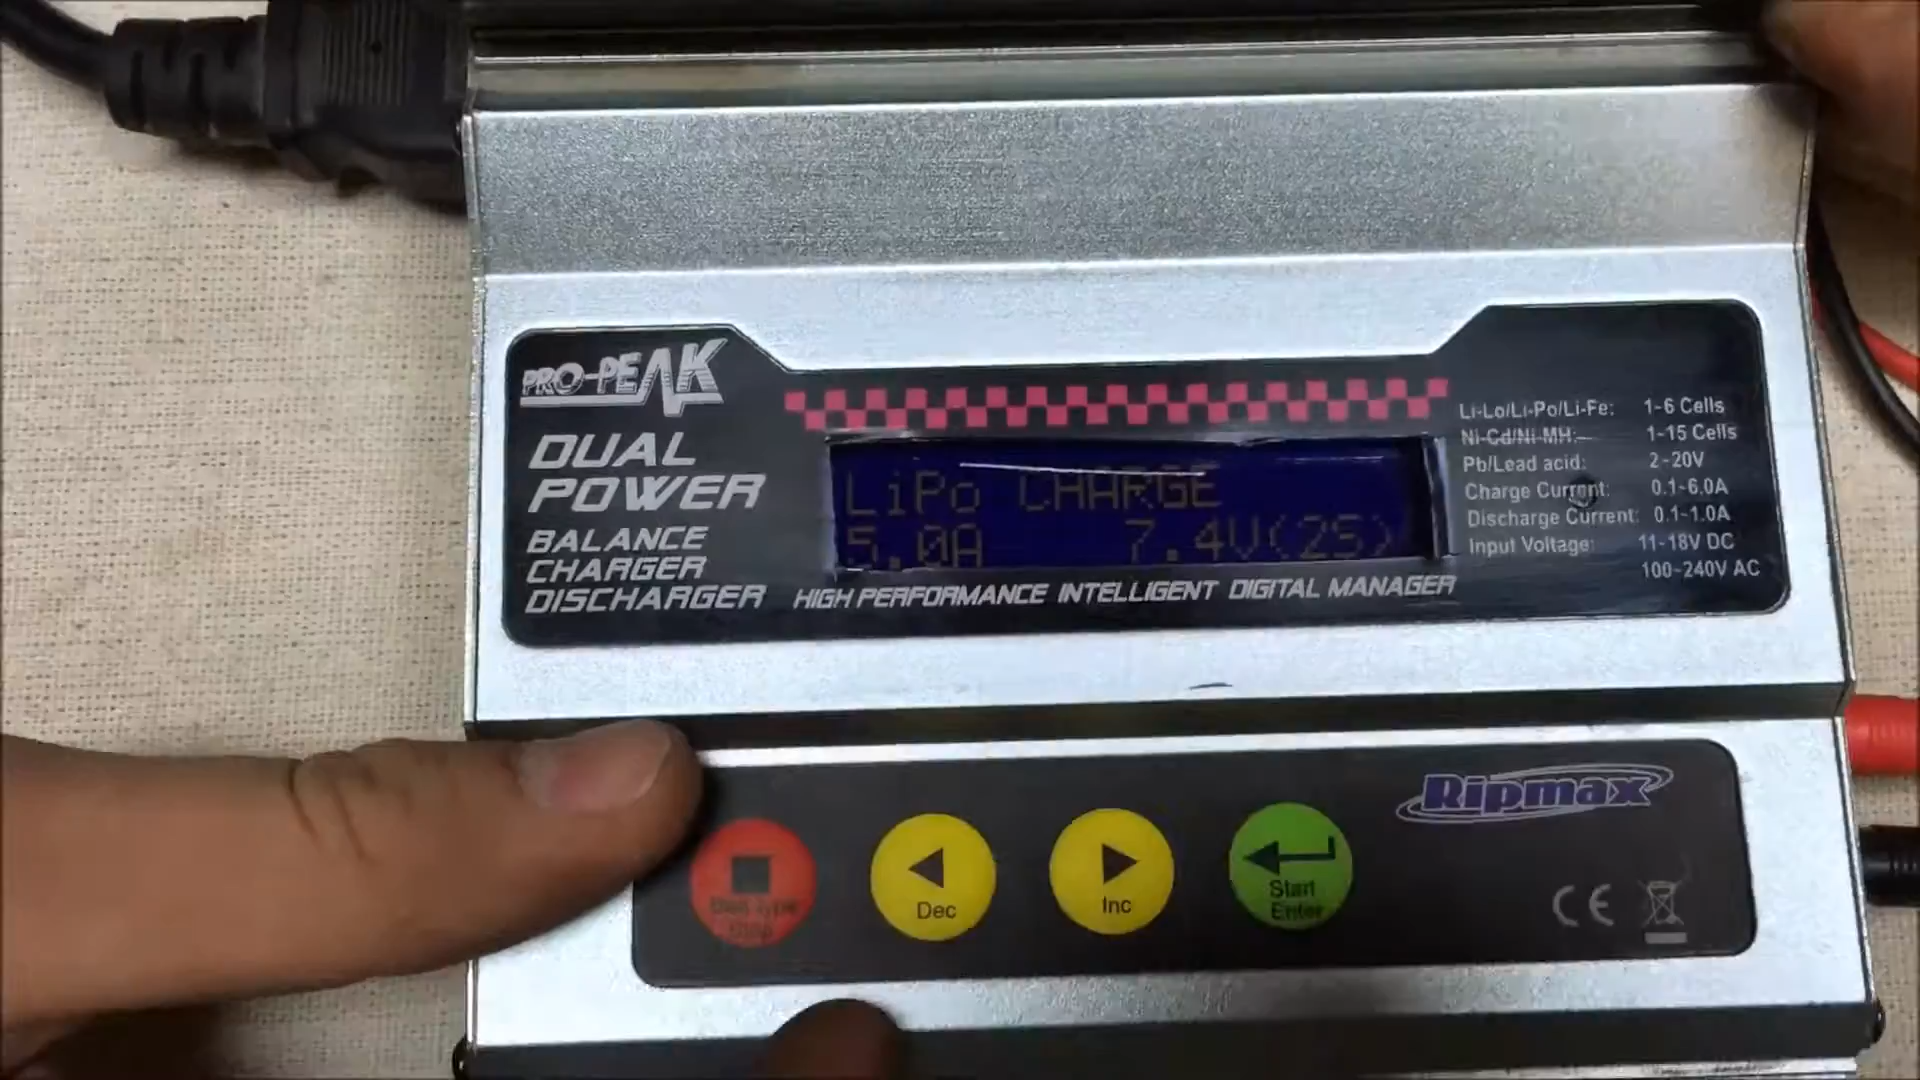 PRO-PEAK
DUAL
POWER
BALANCE
CHARGER
DISCHARGER
LiPo CHARGE
5.0A 7.4V(2S)
HIGH PERFORMANCE INTELLIGENT DIGITAL MANAGER
Li-Lo/Li-Po/Li-Fe: 1-6 Cells
Ni-Cd/Ni-MH: 1-15 Cells
Pb/Lead acid: 2-20V
Charge Current: 0.1-6.0A
Discharge Current: 0.1-1.0A
Input Voltage: 11-18V DC
100-240V AC
Ripmax
Batt Type
Stop
Dec
Inc
Start
Enter
CE